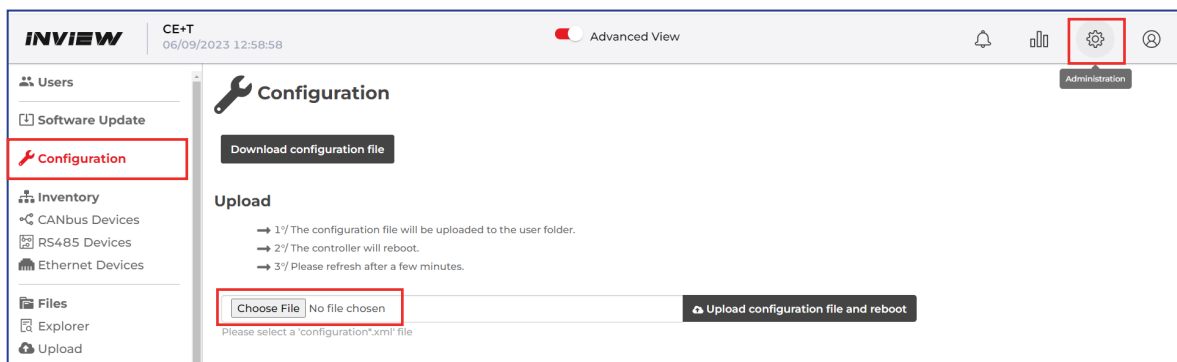 iNViEW
CE+T
06/09/2023 12:58:58
Advanced View
Administration
Users
Software Update
Configuration
Inventory
CANbus Devices
RS485 Devices
Ethernet Devices
Files
Explorer
Upload
Configuration
Download configuration file
Upload
1°/ The configuration file will be uploaded to the user folder.
2°/ The controller will reboot.
3°/ Please refresh after a few minutes.
Choose File No file chosen
Upload configuration file and reboot
Please select a 'configuration*.xml' file